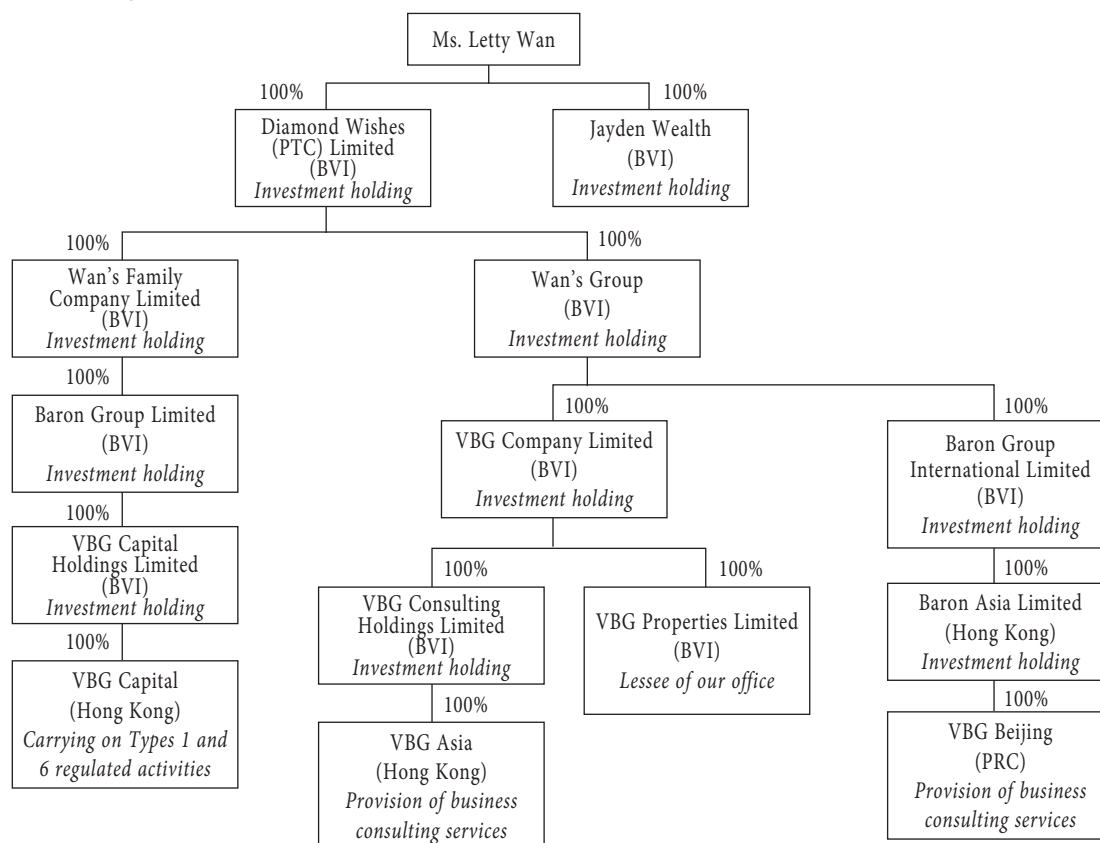 Ms. Letty Wan
100%
100%
Diamond Wishes
(PTC) Limited
(BVI)
Investment holding
Jayden Wealth
(BVI)
Investment holding
100%
100%
Wan's Family
Company Limited
(BVI)
Investment holding
Wan's Group
(BVI)
Investment holding
100%
100%
100%
Baron Group Limited
(BVI)
Investment holding
VBG Company Limited
(BVI)
Investment holding
Baron Group
International Limited
(BVI)
Investment holding
100%
VBG Capital
Holdings Limited
(BVI)
Investment holding
100%
100%
100%
VBG Consulting
Holdings Limited
(BVI)
Investment holding
VBG Properties Limited
(BVI)
Lessee of our office
Baron Asia Limited
(Hong Kong)
Investment holding
100%
VBG Capital
(Hong Kong)
Carrying on Types 1 and
6 regulated activities
100%
100%
VBG Asia
(Hong Kong)
Provision of business
consulting services
VBG Beijing
(PRC)
Provision of business
consulting services